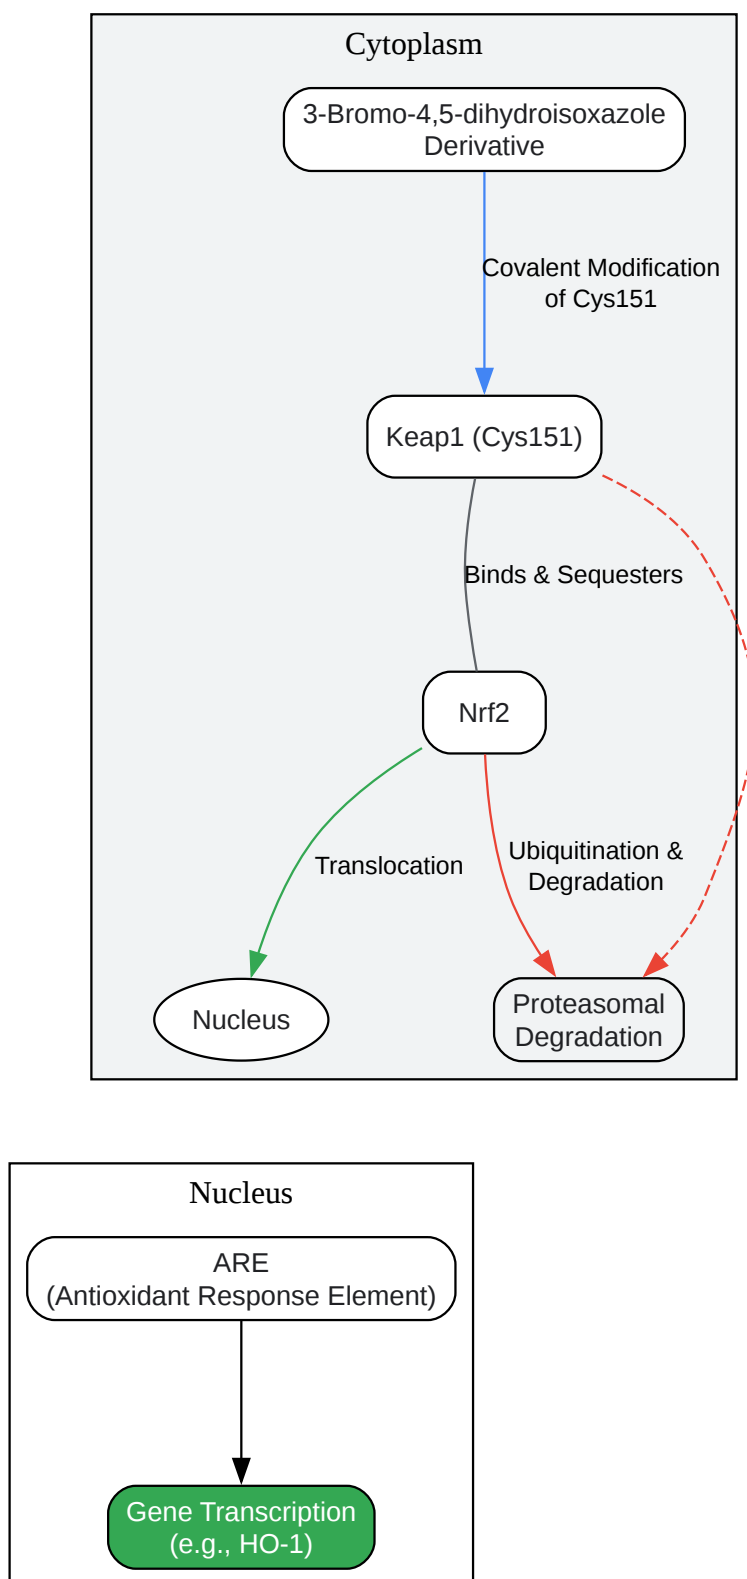 Cytoplasm
3-Bromo-4,5-dihydroisoxazole
Derivative
Covalent Modification
of Cys151
Keap1 (Cys151)
Binds & Sequesters
Nrf2
Translocation
Ubiquitination &
Degradation
Nucleus
Proteasomal
Degradation
Nucleus
ARE
(Antioxidant Response Element)
Gene Transcription
(e.g., HO-1)